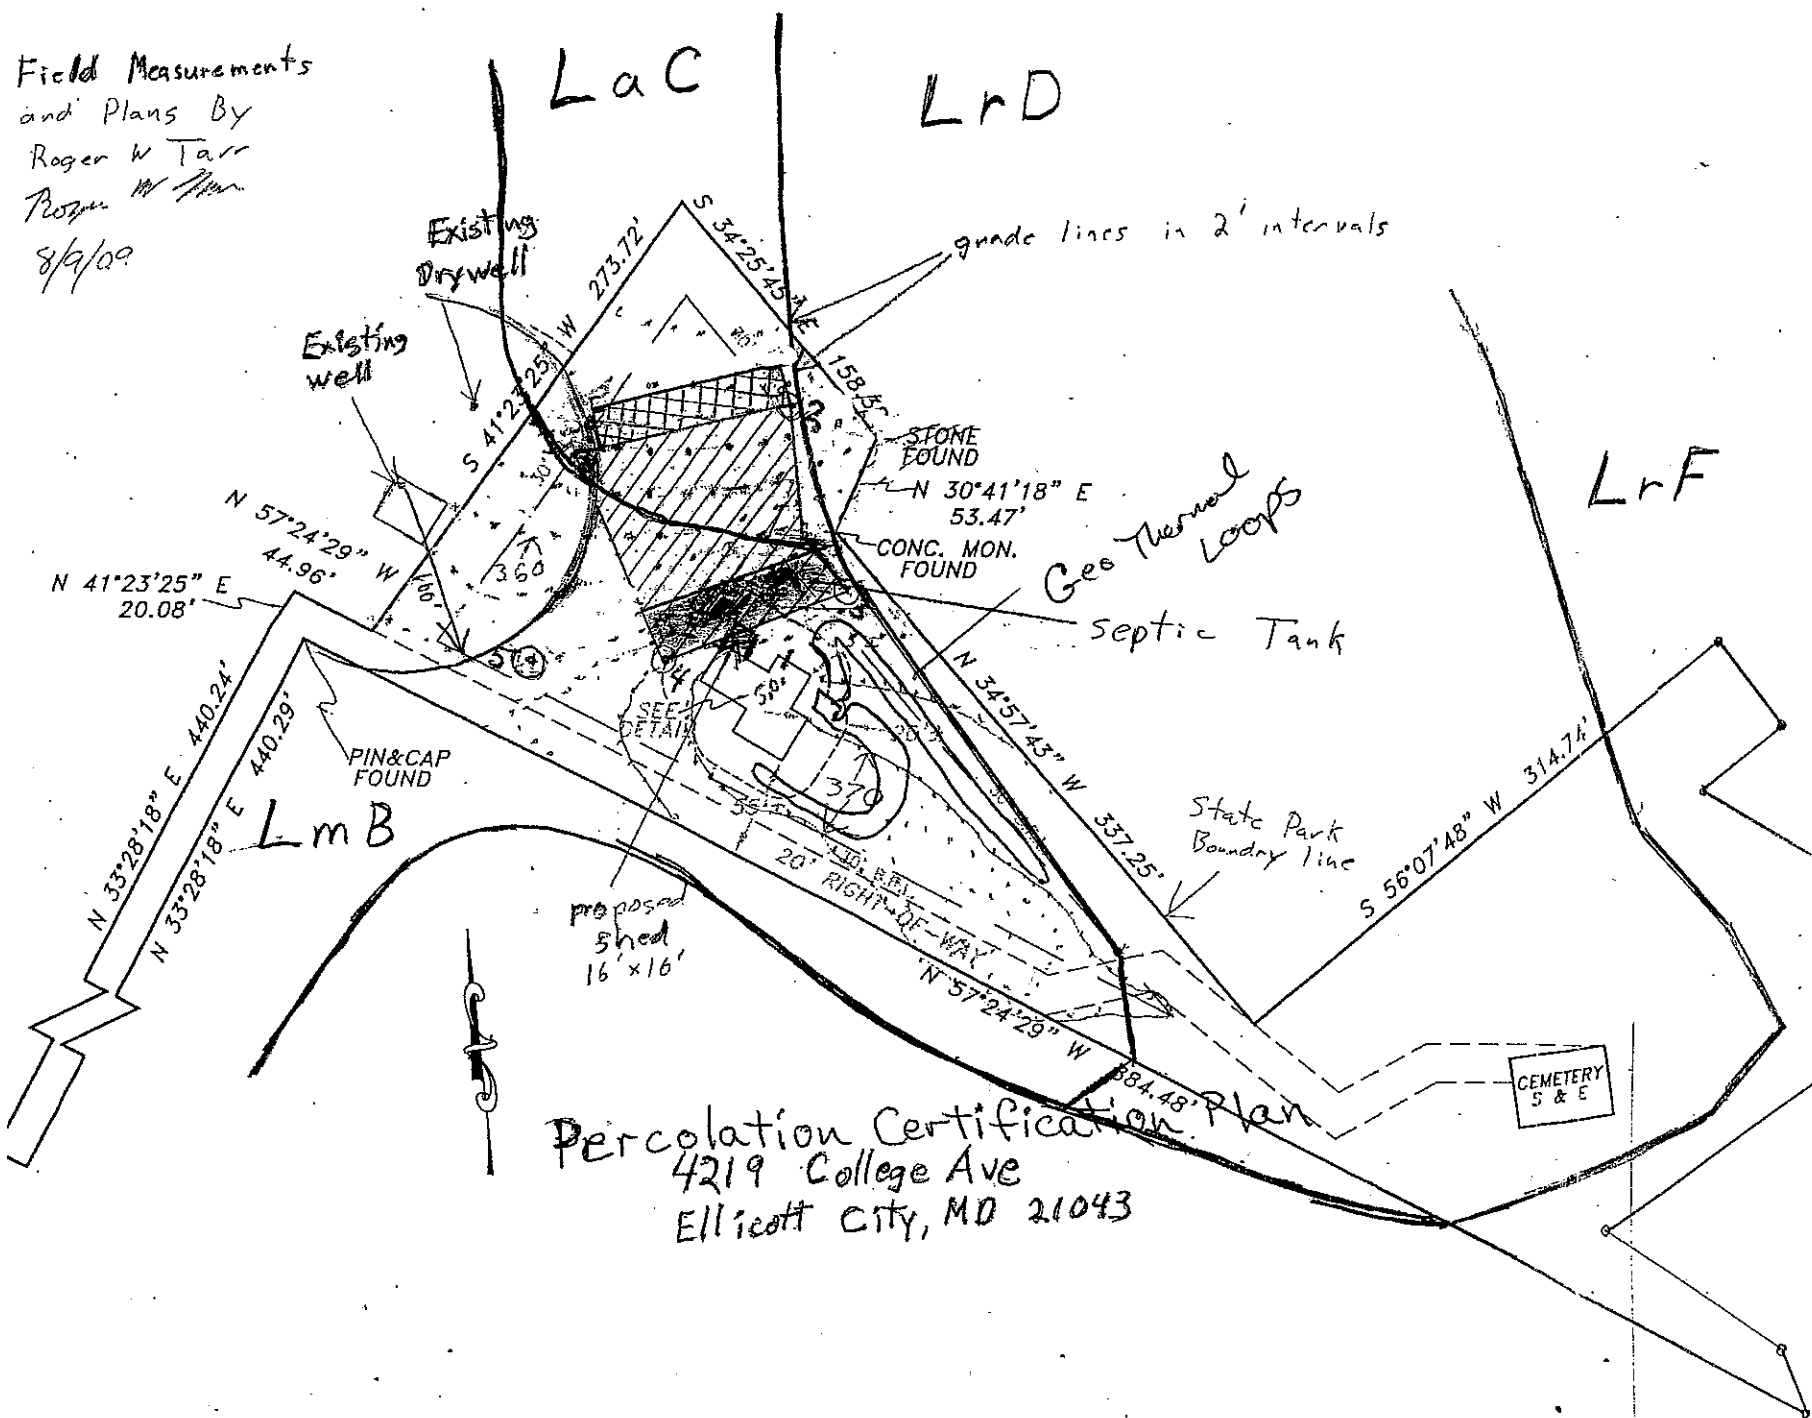 Field Measurements
and Plans By
Roger W Tarr
8/9/09
LaC
LrD
LrF
LmB
Existing
Drywell
Existing
well
273.72'
S 41°23'25" W
S 34°25'45" E
grade lines in 2' intervals
STONE
FOUND
N 30°41'18" E
53.47'
CONC. MON.
FOUND
Geo Thermal
Loops
Septic Tank
N 57°24'29" W
44.96'
N 41°23'25" E
20.08'
30'
100'
360
N 33°28'18" E 440.24'
N 33°28'18" E 440.29'
PIN&CAP
FOUND
SEE
DETAIL
370
N 34°57'43" W 337.25'
State Park
Boundry line
S 56°07'48" W 314.74'
20' RIGHT-OF-WAY
proposed
shed
16'x16'
N 57°24'29" W 384.48'
CEMETERY
S & E
Percolation Certification Plan
4219 College Ave
Ellicott City, MD 21043